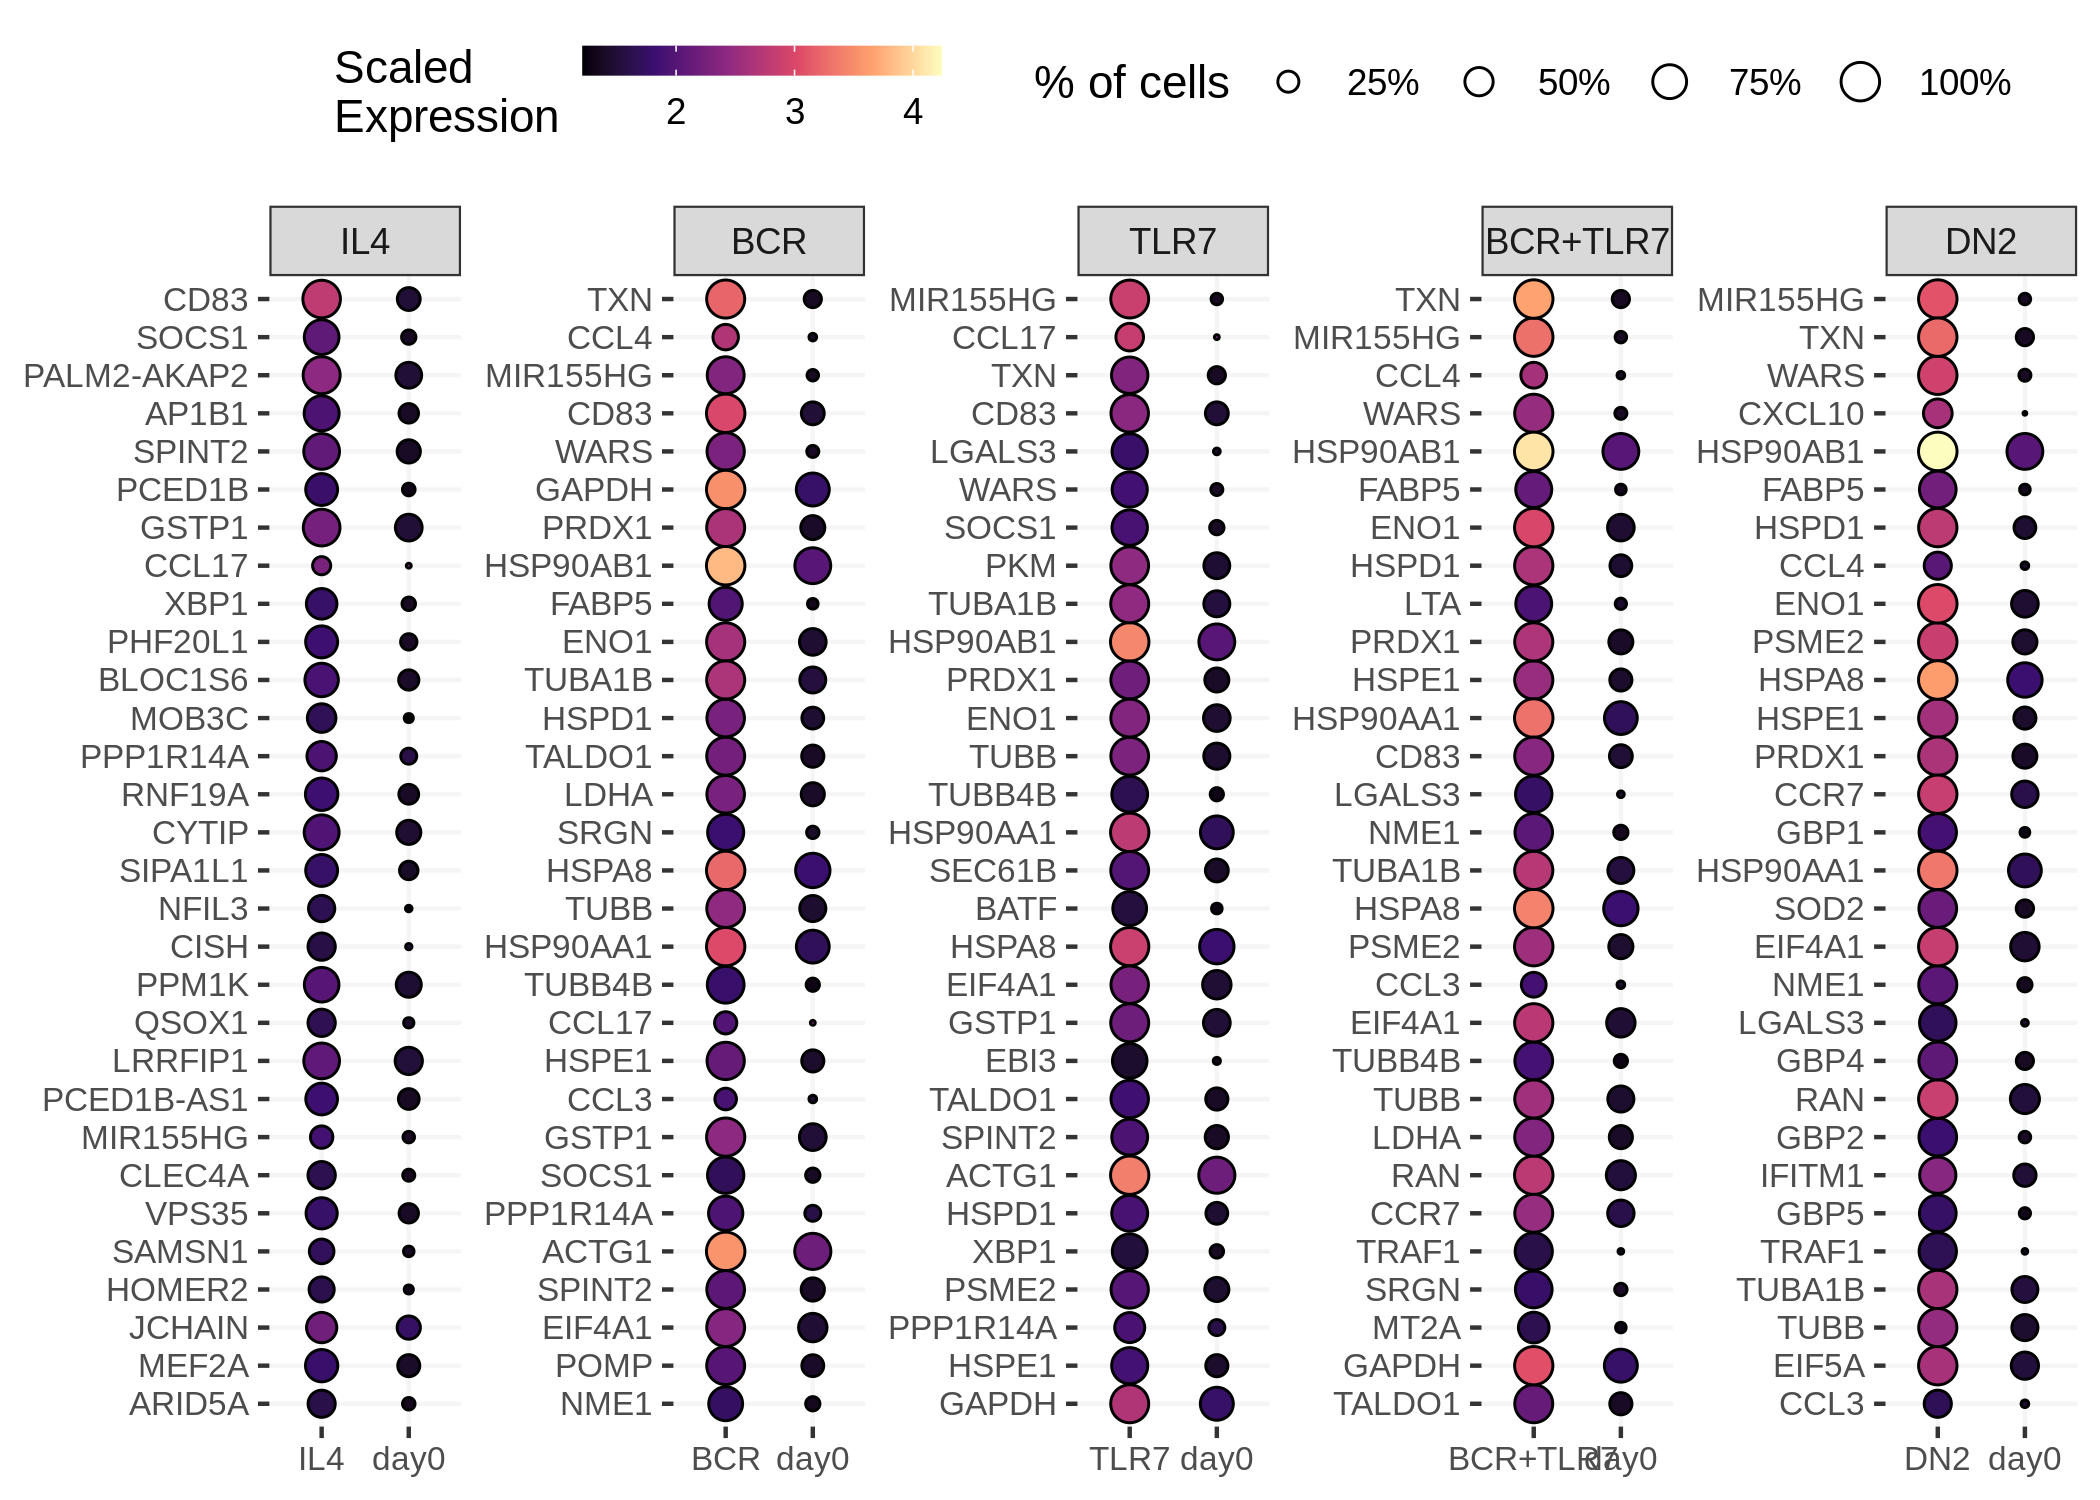 Scaled
Expression
2 3 4
% of cells 25% 50% 75% 100%
IL4 BCR TLR7 BCR+TLR7 DN2
CD83 TXN MIR155HG TXN MIR155HG
SOCS1 CCL4 CCL17 MIR155HG TXN
PALM2-AKAP2 MIR155HG TXN CCL4 WARS
AP1B1 CD83 CD83 WARS CXCL10
SPINT2 WARS LGALS3 HSP90AB1 HSP90AB1
PCED1B GAPDH WARS FABP5 FABP5
GSTP1 PRDX1 SOCS1 ENO1 HSPD1
CCL17 HSP90AB1 PKM HSPD1 CCL4
XBP1 FABP5 TUBA1B LTA ENO1
PHF20L1 ENO1 HSP90AB1 PRDX1 PSME2
BLOC1S6 TUBA1B PRDX1 HSPE1 HSPA8
MOB3C HSPD1 ENO1 HSP90AA1 HSPE1
PPP1R14A TALDO1 TUBB CD83 PRDX1
RNF19A LDHA TUBB4B LGALS3 CCR7
CYTIP SRGN HSP90AA1 NME1 GBP1
SIPA1L1 HSPA8 SEC61B TUBA1B HSP90AA1
NFIL3 TUBB BATF HSPA8 SOD2
CISH HSP90AA1 HSPA8 PSME2 EIF4A1
PPM1K TUBB4B EIF4A1 CCL3 NME1
QSOX1 CCL17 GSTP1 EIF4A1 LGALS3
LRRFIP1 HSPE1 EBI3 TUBB4B GBP4
PCED1B-AS1 CCL3 TALDO1 TUBB RAN
MIR155HG GSTP1 SPINT2 LDHA GBP2
CLEC4A SOCS1 ACTG1 RAN IFITM1
VPS35 PPP1R14A HSPD1 CCR7 GBP5
SAMSN1 ACTG1 XBP1 TRAF1 TRAF1
HOMER2 SPINT2 PSME2 SRGN TUBA1B
JCHAIN EIF4A1 PPP1R14A MT2A TUBB
MEF2A POMP HSPE1 GAPDH EIF5A
ARID5A NME1 GAPDH TALDO1 CCL3
IL4 day0 BCR day0 TLR7 day0 BCR+TLR7 day0 DN2 day0